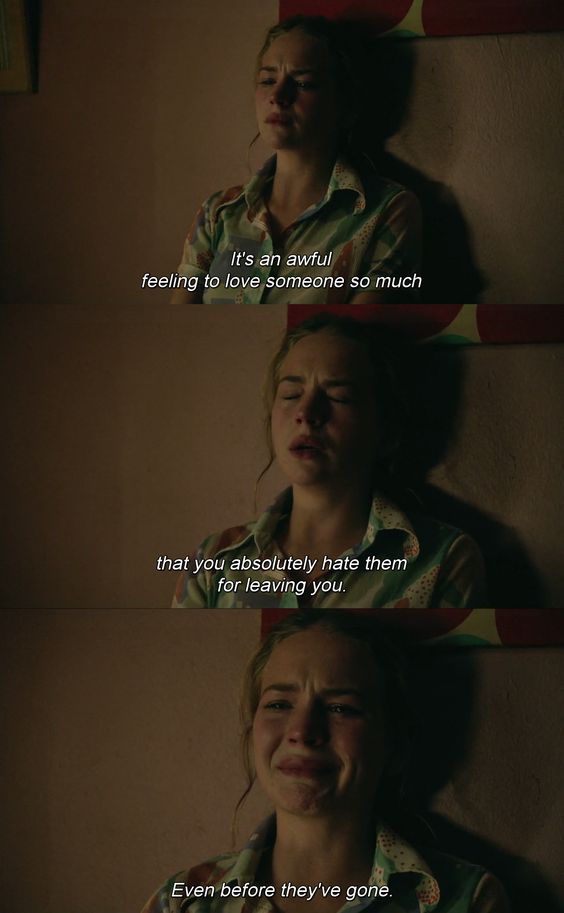 It's an awful
feeling to love someone so much
that you absolutely hate them
for leaving you.
Even before they've gone.